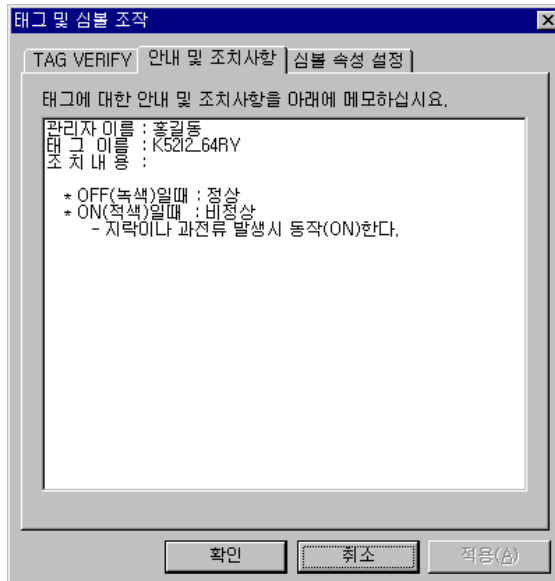 태그 및 심볼 조작
TAG VERIFY 안내 및 조치사항 심볼 속성 설정
태그에 대한 안내 및 조치사항을 아래에 메모하십시요.
관리자 이름 : 홍길동
태 그 이름 : K52I2_64RY
조 치 내 용 :
* OFF(녹색)일때 : 정상
* ON(적색)일때 : 비정상
- 지락이나 과전류 발생시 동작(ON)한다.
확인 취소 적용(A)